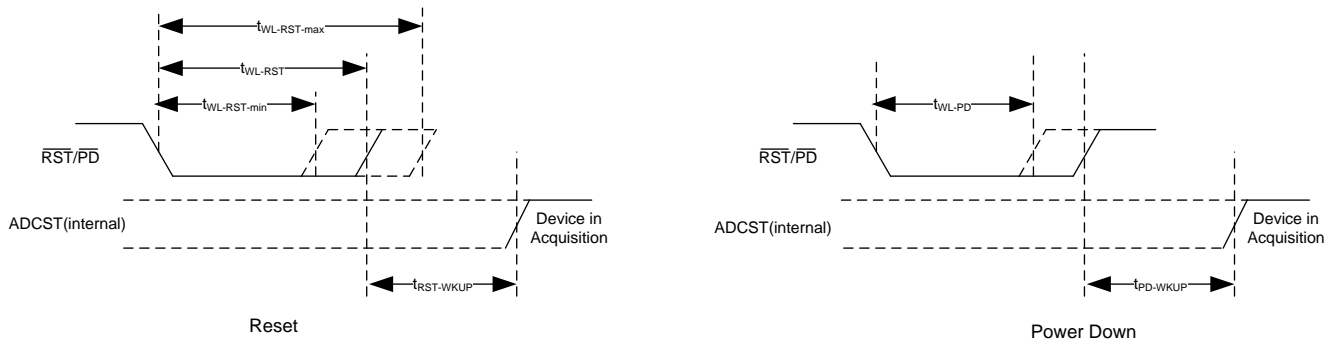 tWL-RST-max
tWL-RST
tWL-RST-min
RST/PD
ADCST(internal)
Device in
Acquisition
tRST-WKUP
Reset
tWL-PD
RST/PD
ADCST(internal)
Device in
Acquisition
tPD-WKUP
Power Down